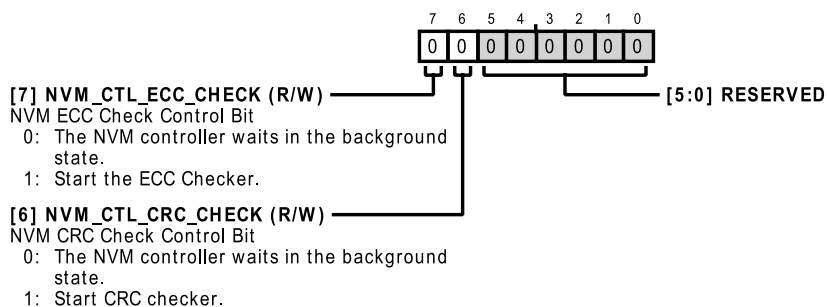 7 6 5 4 3 2 1 0
0 0 0 0 0 0 0 0
[7] NVM_CTL_ECC_CHECK (R/W)
[5:0] RESERVED
NVM ECC Check Control Bit
0: The NVM controller waits in the background
state.
1: Start the ECC Checker.
[6] NVM_CTL_CRC_CHECK (R/W)
NVM CRC Check Control Bit
0: The NVM controller waits in the background
state.
1: Start CRC checker.